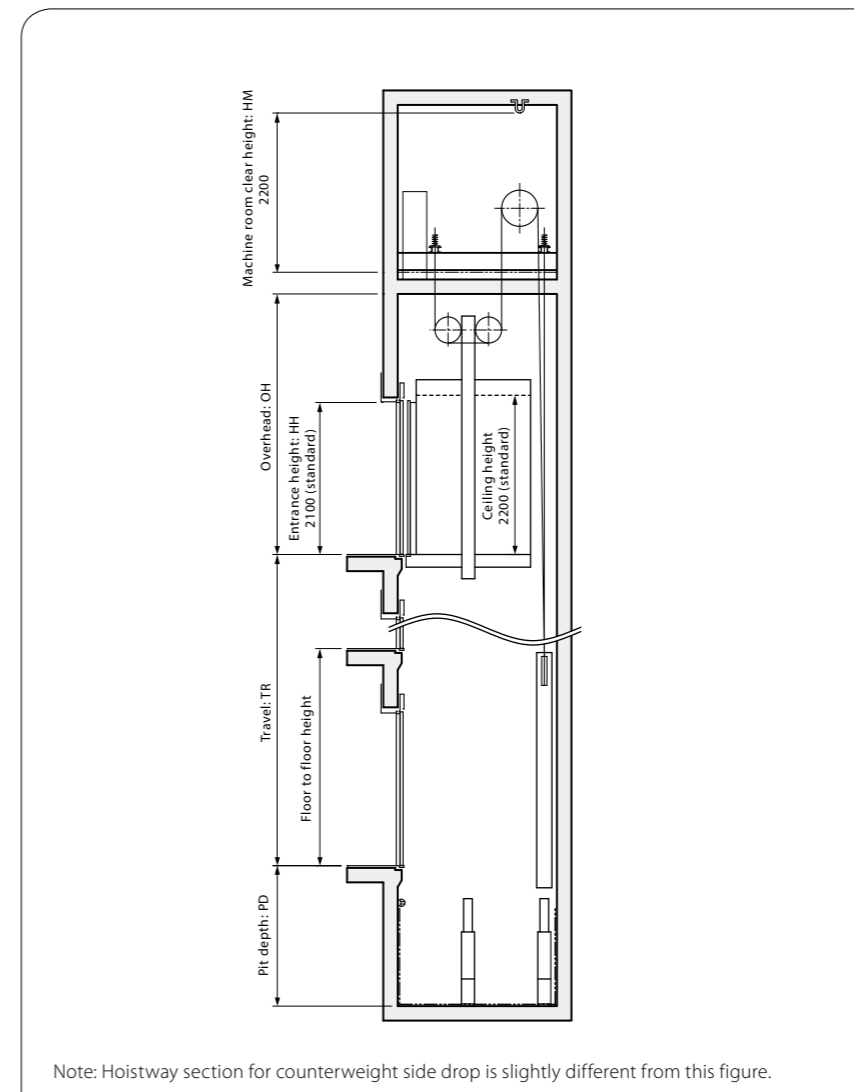 Machine room clear height: HM
2200
Overhead: OH
Entrance height: HH
2100 (standard)
Ceiling height
2200 (standard)
Travel: TR
Floor to floor height
Pit depth: PD
Note: Hoistway section for counterweight side drop is slightly different from this figure.